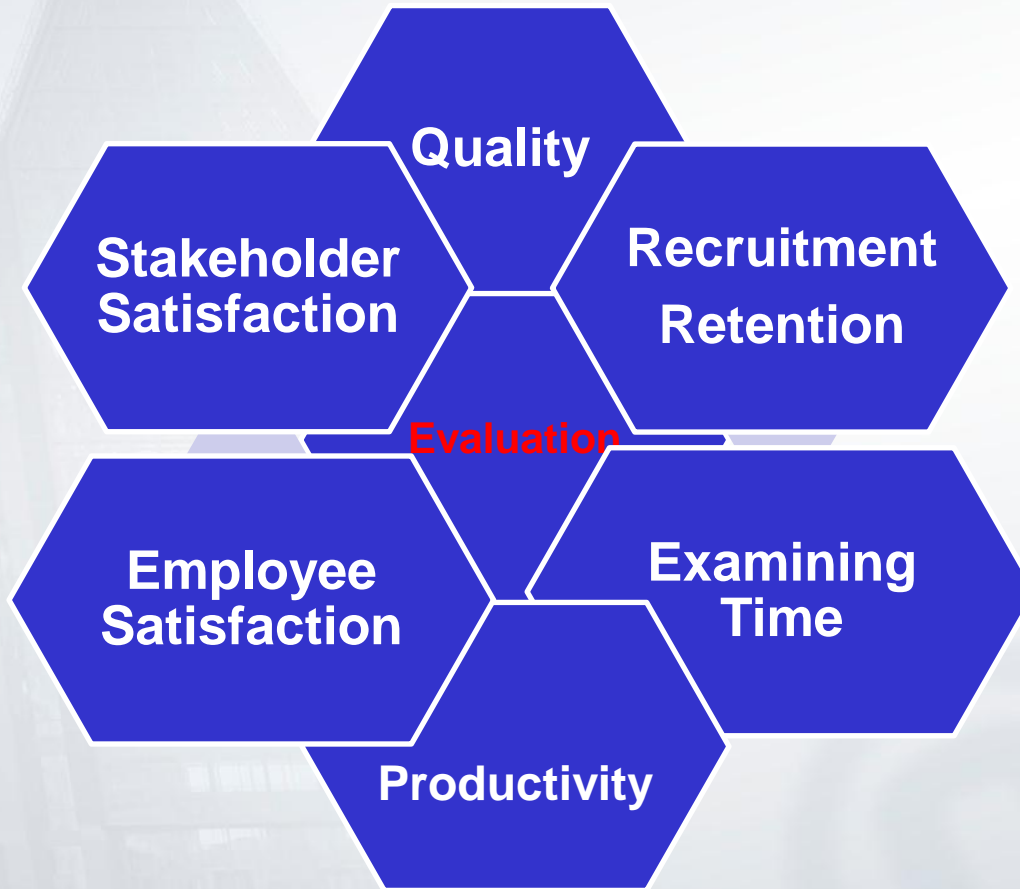 Quality
Stakeholder
Satisfaction
Recruitment
Retention
Evaluation
Employee
Satisfaction
Examining
Time
Productivity